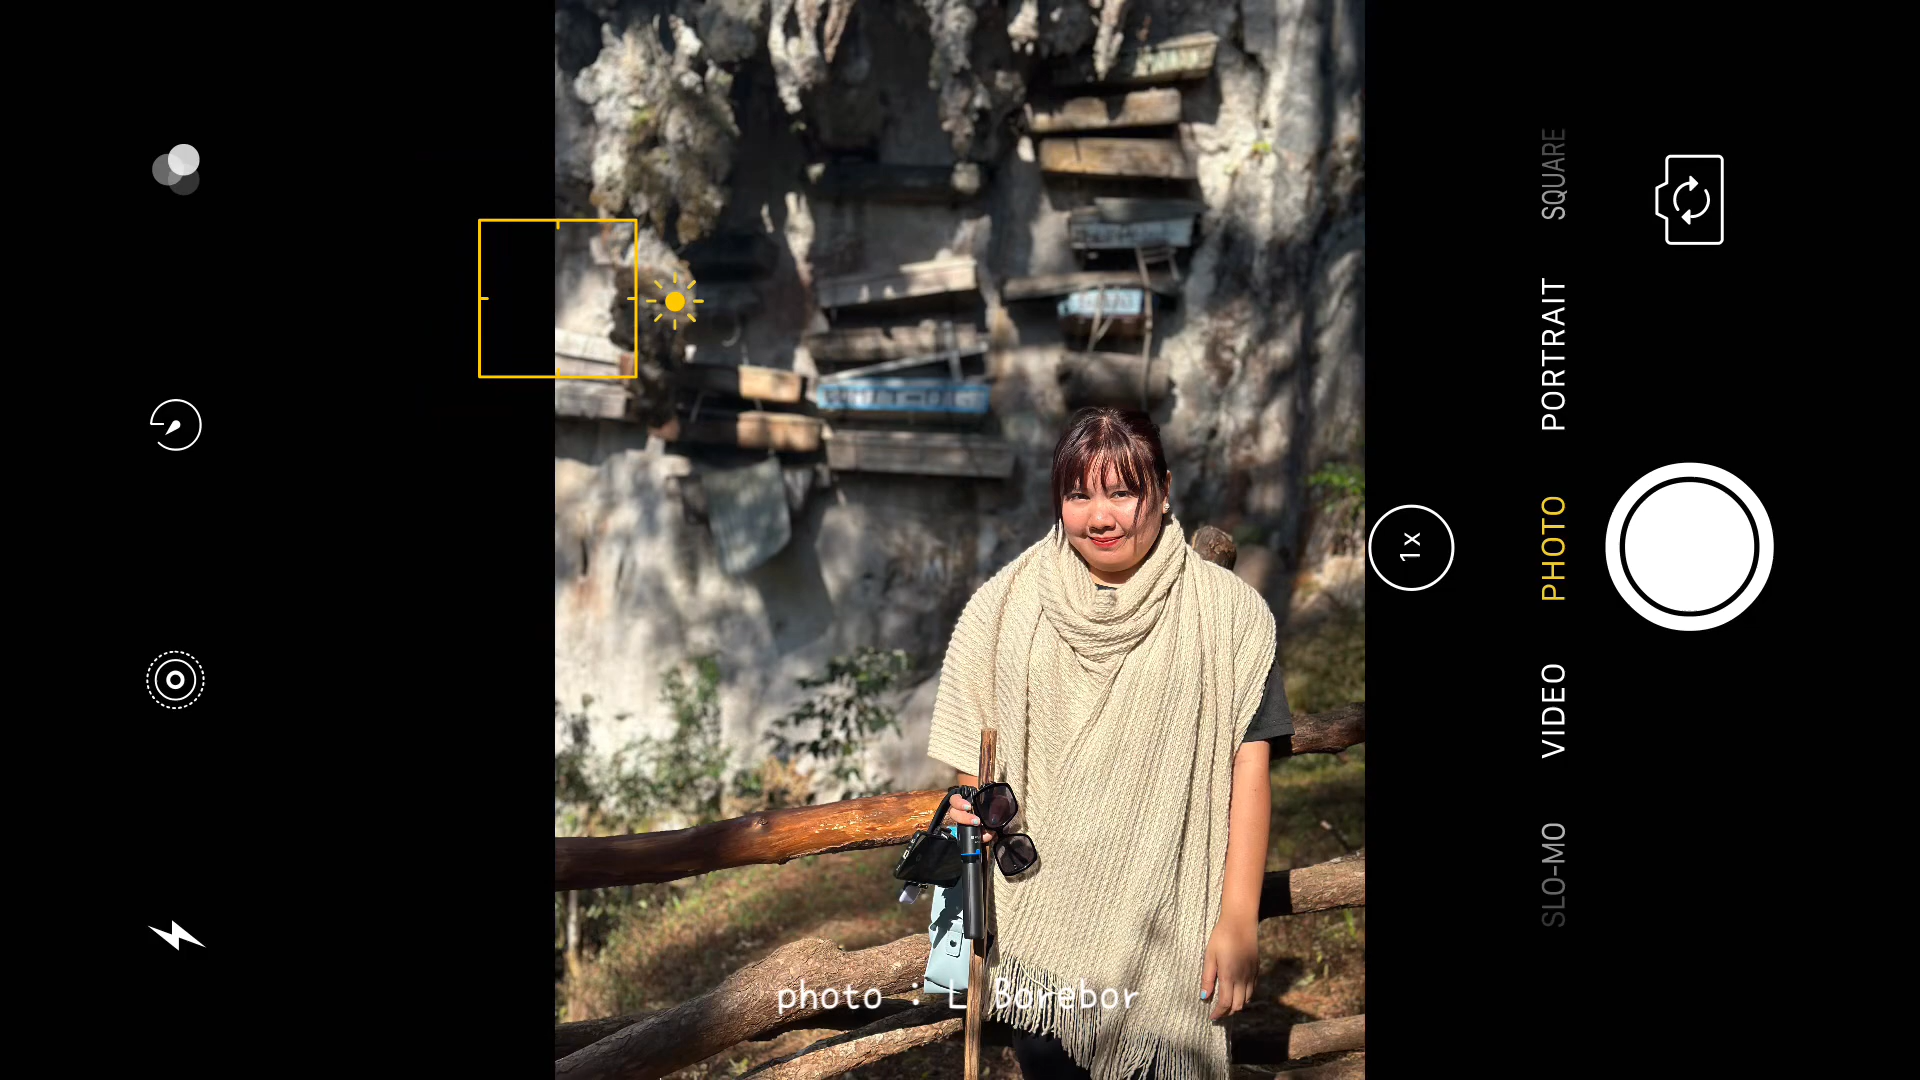 SQUARE
PORTRAIT
PHOTO
VIDEO
SLO-MO
1x
photo : L Borebor